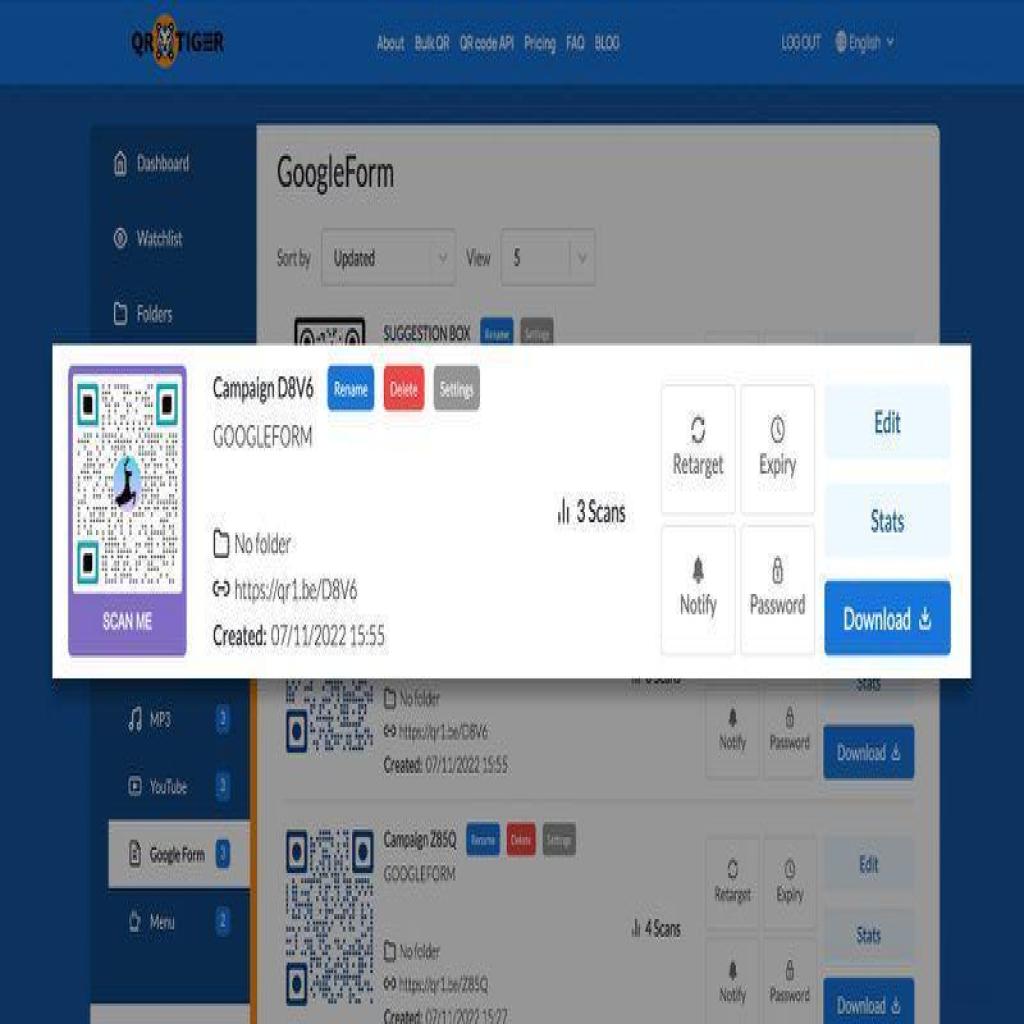 QR TIGER
About Bulk QR QR code API Pricing FAQ BLOG
LOG OUT English
Dashboard
Watchlist
Folders
GoogleForm
Sort by Updated View 5
SUGGESTION BOX Rename Settings
Campaign D8V6 Rename Delete Settings
GOOGLEFORM
No folder
https://qr1.be/D8V6
Created: 07/11/2022 15:55
SCAN ME
3 Scans
Retarget
Expiry
Notify
Password
Edit
Stats
Download
MP3 3
YouTube 3
Google Form 3
Menu 2
No folder
https://qr1.be/D8V6
Created: 07/11/2022 15:55
Notify
Password
Stats
Download
Campaign Z85Q Rename Delete Settings
GOOGLEFORM
No folder
https://qr1.be/Z85Q
Created: 07/11/2022 15:27
4 Scans
Retarget
Expiry
Notify
Password
Edit
Stats
Download